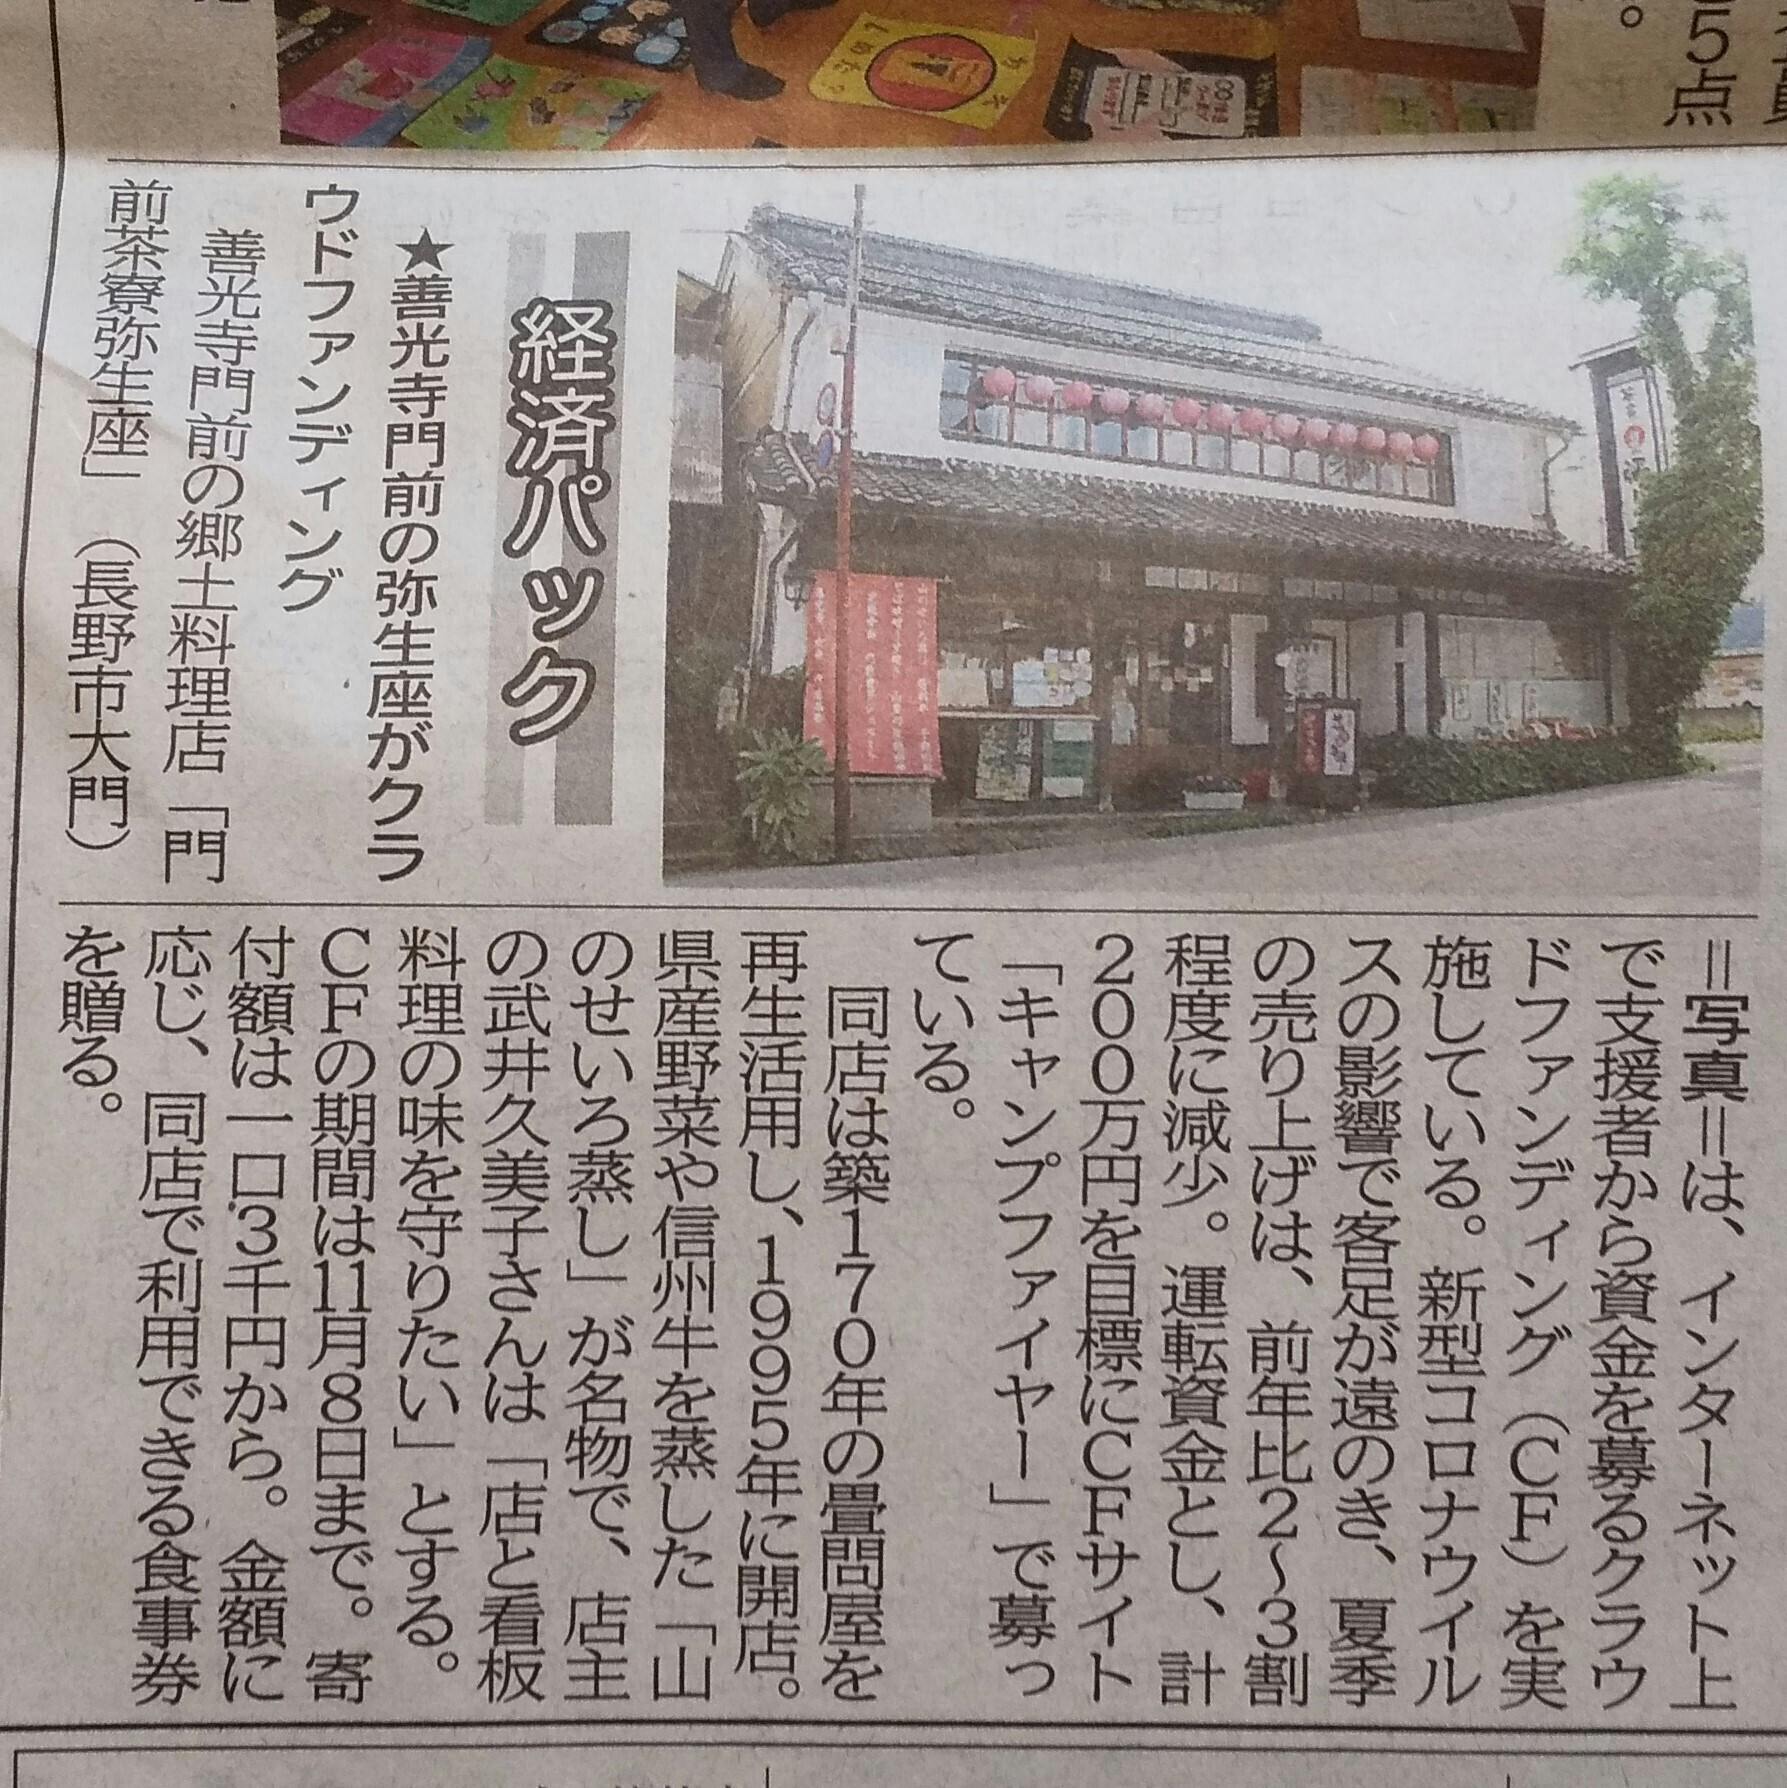 5点
経済パック
★善光寺門前の弥生座がクラ
ウドファンディング
善光寺門前の郷土料理店「門
前茶寮弥生座」（長野市大門）
＝写真＝は、インターネット上
で支援者から資金を募るクラウ
ドファンディング（CF）を実
施している。新型コロナウイル
スの影響で客足が遠のき、夏季
の売り上げは、前年比2～3割
程度に減少。運転資金とし、計
200万円を目標にCFサイト
「キャンプファイヤー」で募っ
ている。
同店は築170年の畳問屋を
再生活用し、1995年に開店。
県産野菜や信州牛を蒸した「山
のせいろ蒸し」が名物で、店主
の武井久美子さんは「店と看板
料理の味を守りたい」とする。
CFの期間は11月8日まで。寄
付額は一口3千円から。金額に
応じ、同店で利用できる食事券
を贈る。